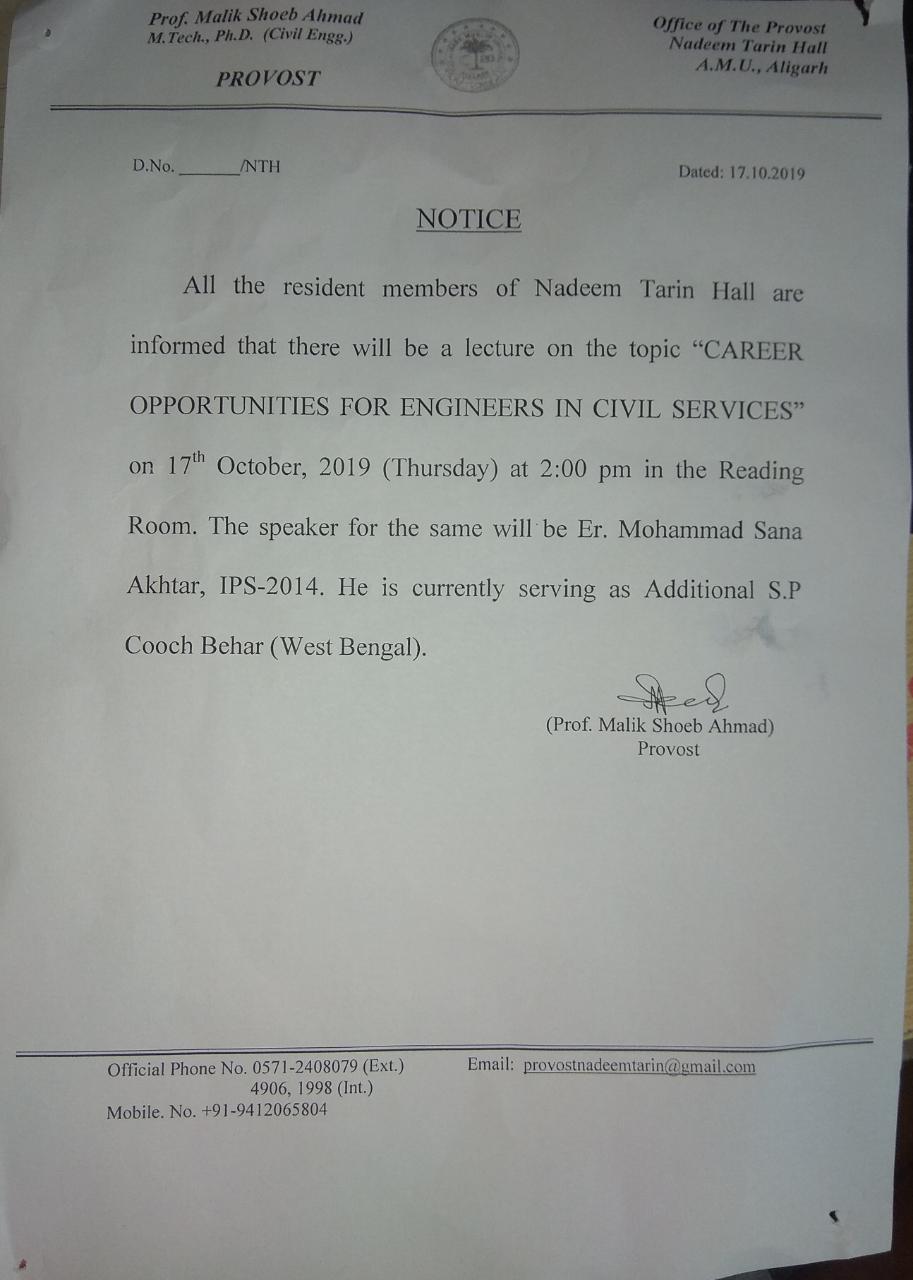 Prof. Malik Shoeb Ahmad
M.Tech., Ph.D. (Civil Engg.)
PROVOST
Office of The Provost
Nadeem Tarin Hall
A.M.U., Aligarh
D.No. ______/NTH
Dated: 17.10.2019
NOTICE
All the resident members of Nadeem Tarin Hall are
informed that there will be a lecture on the topic “CAREER
OPPORTUNITIES FOR ENGINEERS IN CIVIL SERVICES”
on 17th October, 2019 (Thursday) at 2:00 pm in the Reading
Room. The speaker for the same will be Er. Mohammad Sana
Akhtar, IPS-2014. He is currently serving as Additional S.P
Cooch Behar (West Bengal).
(Prof. Malik Shoeb Ahmad)
Provost
Official Phone No. 0571-2408079 (Ext.)
4906, 1998 (Int.)
Mobile. No. +91-9412065804
Email: provostnadeemtarin@gmail.com